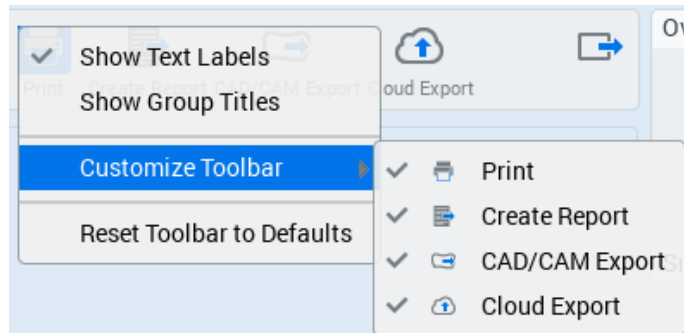 Show Text Labels
Show Group Titles
Customize Toolbar
Reset Toolbar to Defaults
Print
Create Report
CAD/CAM Export
Cloud Export
Print
Create Report
CAD/CAM Export
Cloud Export